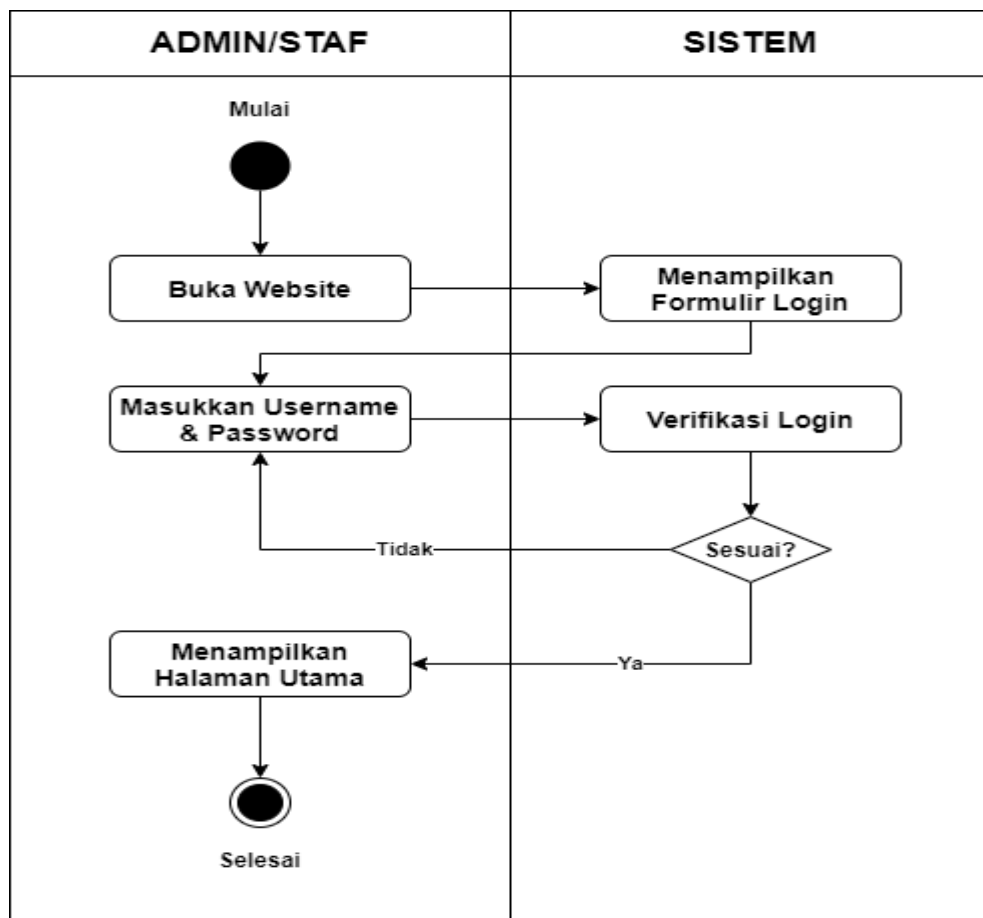 ADMIN/STAF
SISTEM
Mulai
Buka Website
Menampilkan
Formulir Login
Masukkan Username
& Password
Verifikasi Login
Sesuai?
Tidak
Menampilkan
Halaman Utama
Ya
Selesai